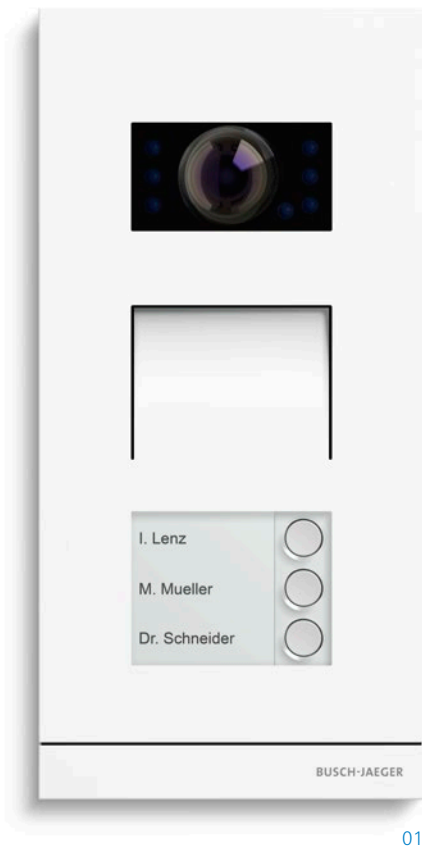 I. Lenz
M. Mueller
Dr. Schneider
BUSCH-JAEGER
01